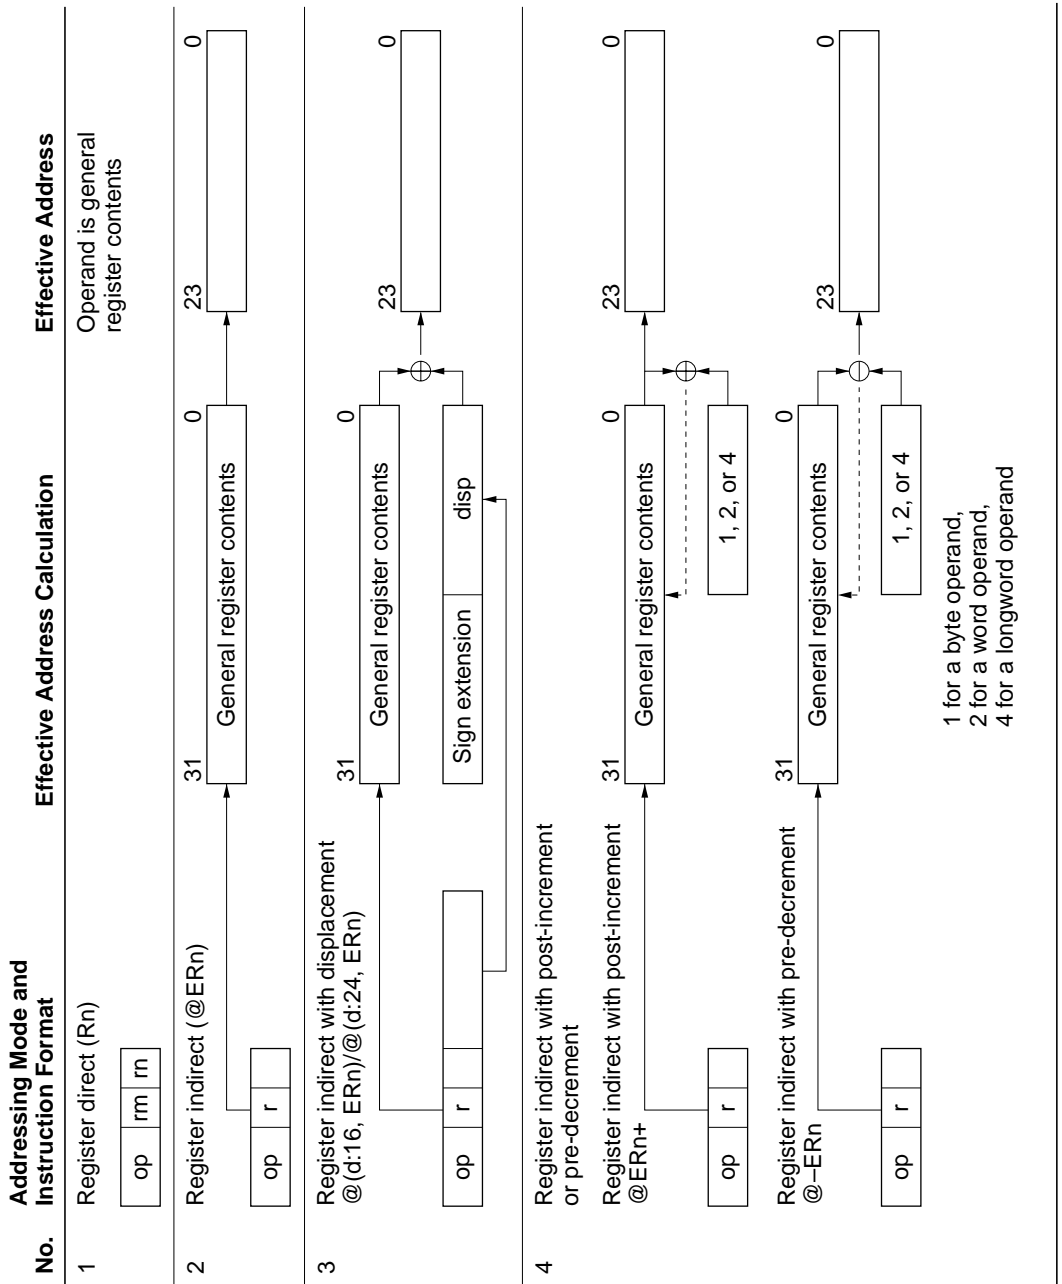 No.
Addressing Mode and
Instruction Format
Effective Address Calculation
Effective Address
1
Register direct (Rn)
op rm rn
Operand is general
register contents
2
Register indirect (@ERn)
op r
31 0
General register contents
23 0
3
Register indirect with displacement
@(d:16, ERn)/@(d:24, ERn)
op r
31 0
General register contents
Sign extension disp
23 0
4
Register indirect with post-increment
or pre-decrement
Register indirect with post-increment
@ERn+
op r
31 0
General register contents
1, 2, or 4
23 0
Register indirect with pre-decrement
@–ERn
op r
31 0
General register contents
1, 2, or 4
23 0
1 for a byte operand,
2 for a word operand,
4 for a longword operand